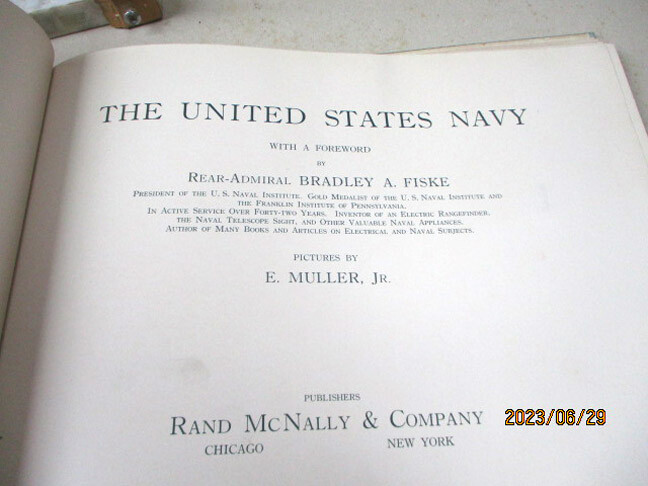 THE UNITED STATES NAVY
WITH A FOREWORD
BY
REAR-ADMIRAL BRADLEY A. FISKE
PRESIDENT OF THE U. S. NAVAL INSTITUTE. GOLD MEDALIST OF THE U. S. NAVAL INSTITUTE AND
THE FRANKLIN INSTITUTE OF PENNSYLVANIA.
IN ACTIVE SERVICE OVER FORTY-TWO YEARS. INVENTOR OF AN ELECTRIC RANGEFINDER,
THE NAVAL TELESCOPE SIGHT, AND OTHER VALUABLE NAVAL APPLIANCES.
AUTHOR OF MANY BOOKS AND ARTICLES ON ELECTRICAL AND NAVAL SUBJECTS.
PICTURES BY
E. MULLER, JR.
PUBLISHERS
RAND MCNALLY & COMPANY
CHICAGO NEW YORK
2023/06/29